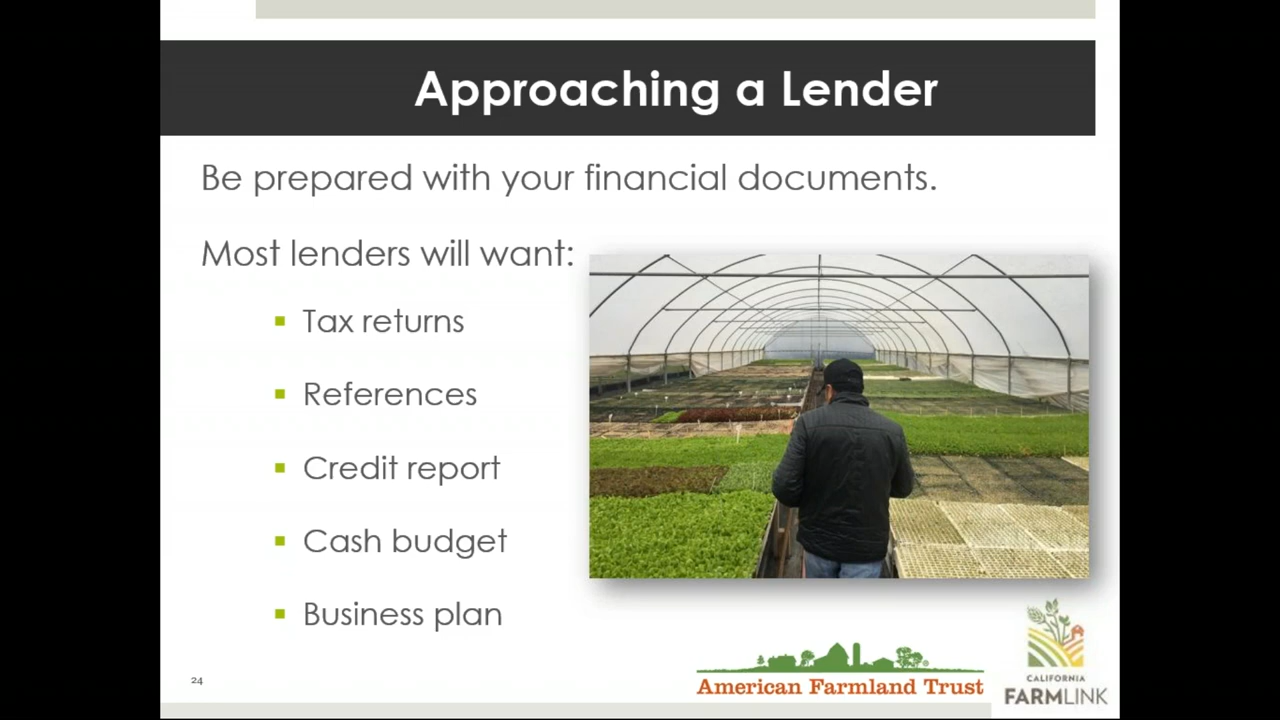 Approaching a Lender
Be prepared with your financial documents.
Most lenders will want:
Tax returns
References
Credit report
Cash budget
Business plan
24
American Farmland Trust
CALIFORNIA
FARMLINK